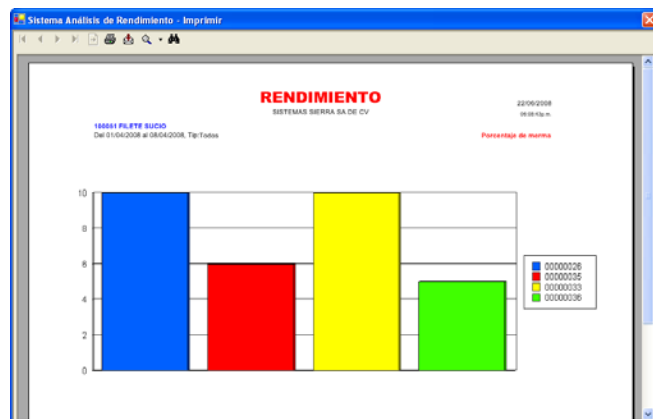 Sistema Análisis de Rendimiento - Imprimir
RENDIMIENTO
22/06/2008
SISTEMAS SIERRA SA DE CV
100051 FILETE SUCIO
Del 01/04/2008 al 08/04/2008, Tip:Todos
Porcentaje de merma
10
8
6
4
2
0
00000026
00000035
00000033
00000036